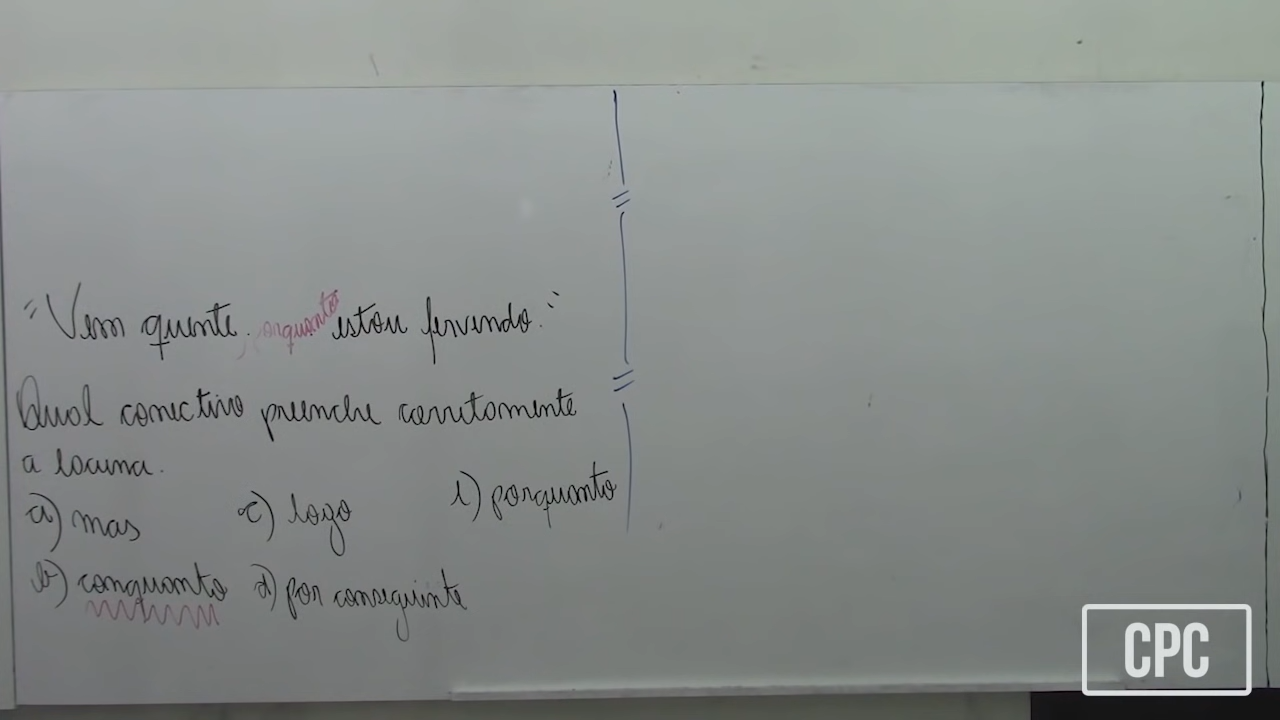 "Vem quente, porquanto estou fervendo."
Qual conectivo preenche corretamente
a lacuna.
a) mas
c) logo
e) porquanto
b) conquanto
d) por conseguinte
CPC